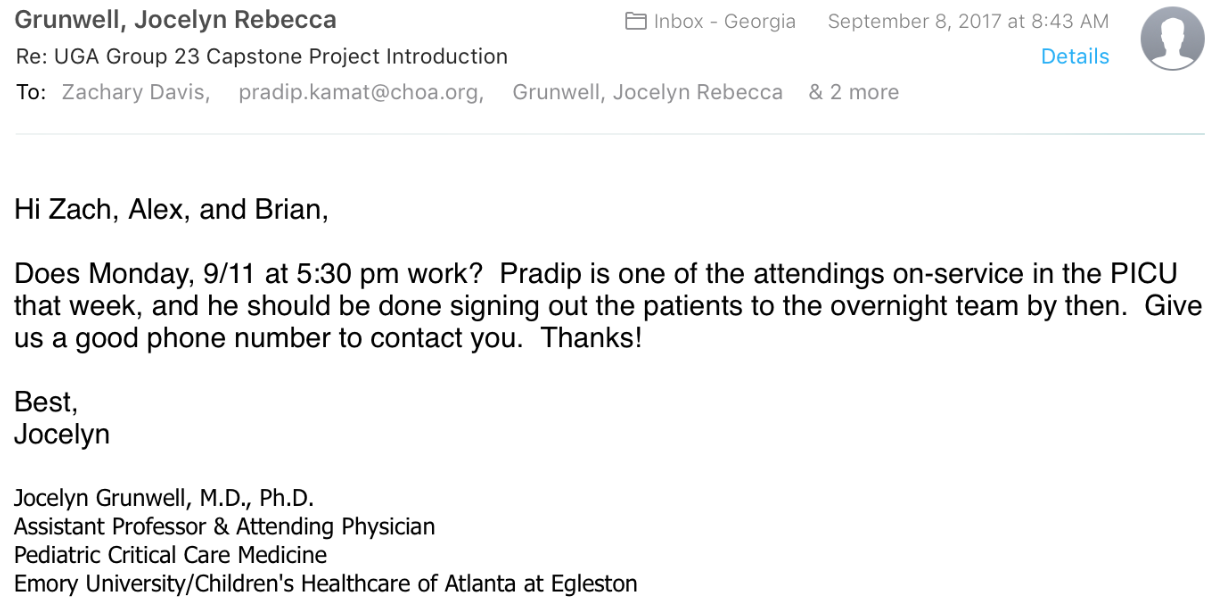 Grunwell, Jocelyn Rebecca Inbox - Georgia September 8, 2017 at 8:43 AM
Re: UGA Group 23 Capstone Project Introduction Details
To: Zachary Davis, pradip.kamat@choa.org, Grunwell, Jocelyn Rebecca & 2 more
Hi Zach, Alex, and Brian,
Does Monday, 9/11 at 5:30 pm work?  Pradip is one of the attendings on-service in the PICU
that week, and he should be done signing out the patients to the overnight team by then.  Give
us a good phone number to contact you.  Thanks!
Best,
Jocelyn
Jocelyn Grunwell, M.D., Ph.D.
Assistant Professor & Attending Physician
Pediatric Critical Care Medicine
Emory University/Children's Healthcare of Atlanta at Egleston